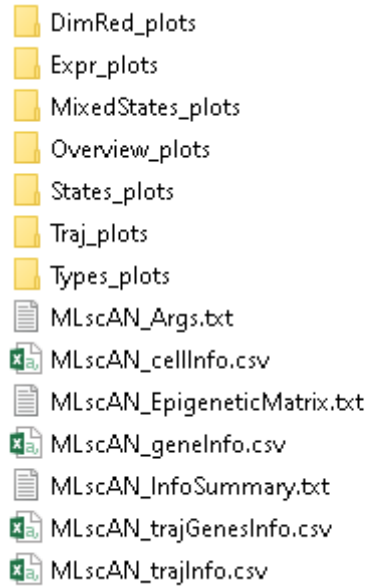 DimRed_plots
Expr_plots
MixedStates_plots
Overview_plots
States_plots
Traj_plots
Types_plots
MLscAN_Args.txt
MLscAN_cellInfo.csv
MLscAN_EpigeneticMatrix.txt
MLscAN_geneInfo.csv
MLscAN_InfoSummary.txt
MLscAN_trajGenesInfo.csv
MLscAN_trajInfo.csv